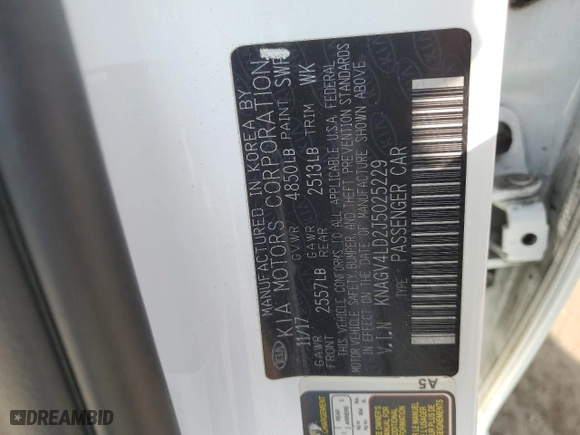 MANUFACTURED IN KOREA BY
KIA MOTORS CORPORATION
11/17 GVWR 4850LB PAINT SWP
GAWR FRONT 2557LB GAWR REAR 2513LB TRIM WK
THIS VEHICLE CONFORMS TO ALL APPLICABLE U.S.A. FEDERAL
MOTOR VEHICLE SAFETY, BUMPER, AND THEFT PREVENTION STANDARDS
IN EFFECT ON THE DATE OF MANUFACTURE SHOWN ABOVE.
V.I.N KNAGV4LD2J5025229
TYPE: PASSENGER CAR
KIA
A5
DREAMBID